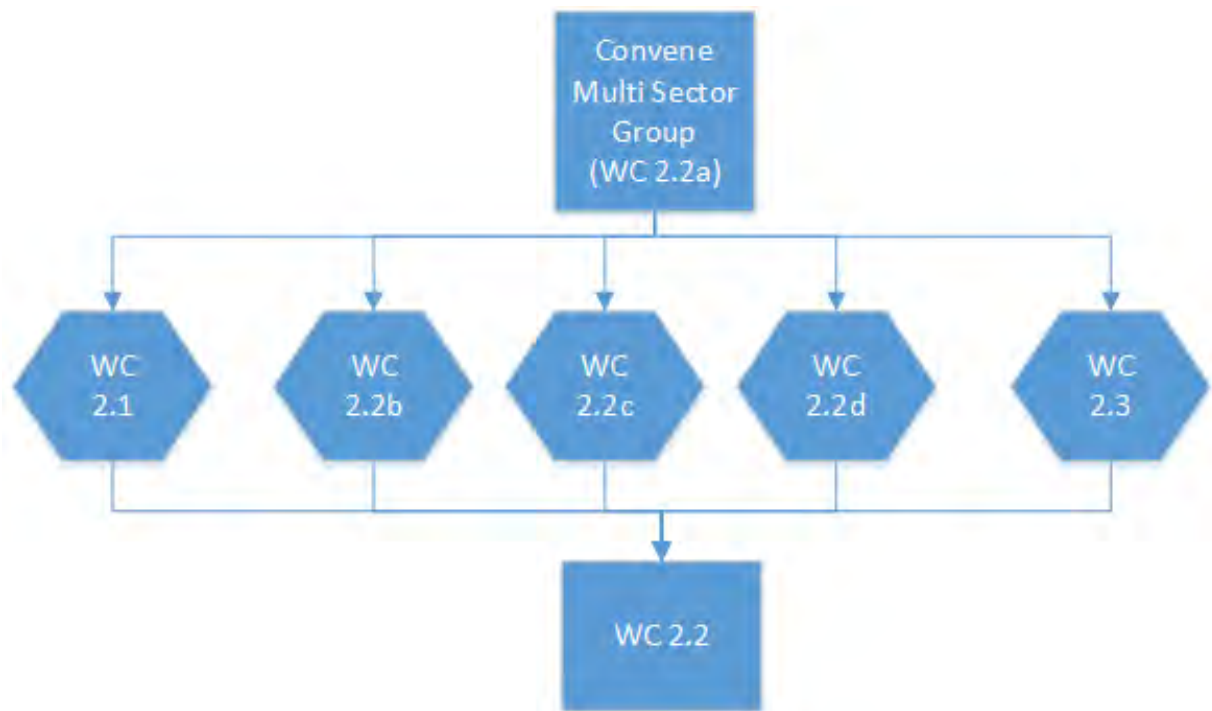 Convene
Multi Sector
Group
(WC 2.2a)
WC
2.1
WC
2.2b
WC
2.2c
WC
2.2d
WC
2.3
WC 2.2